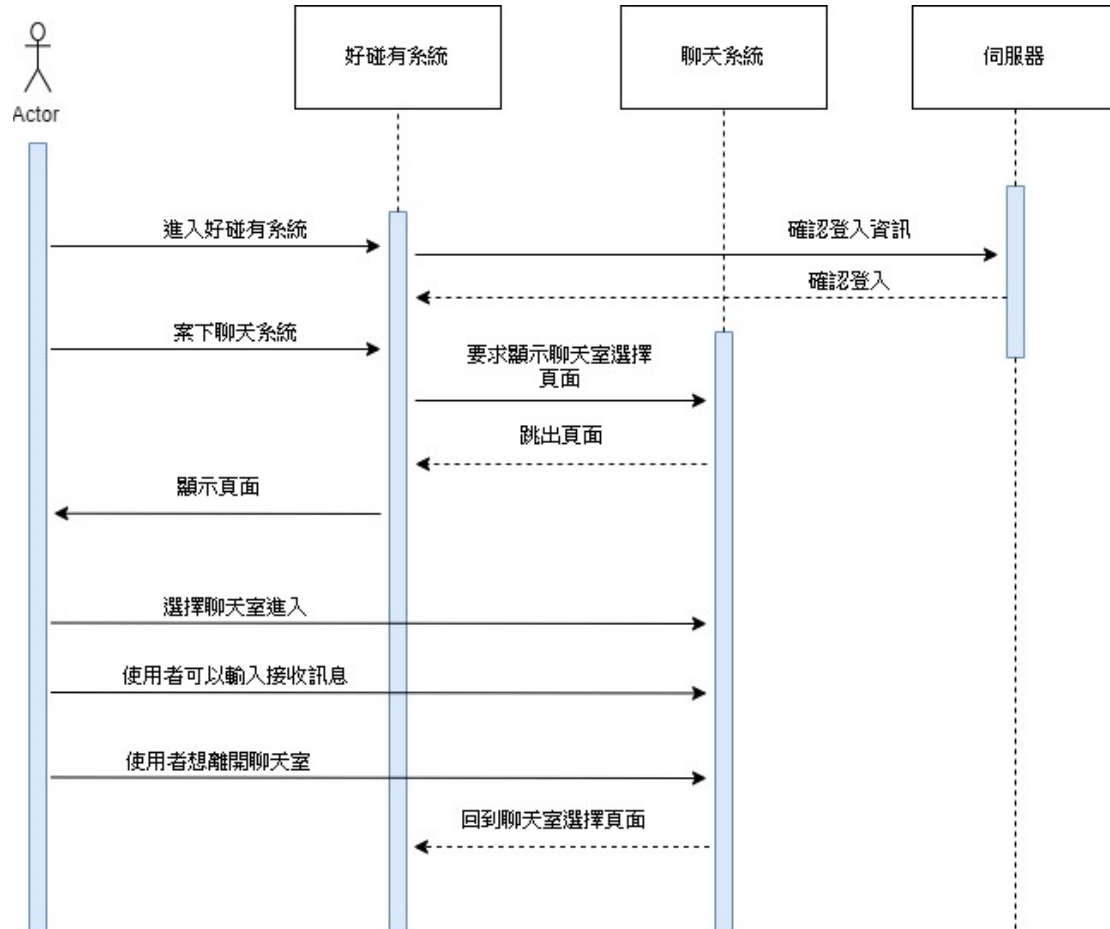 好碰有系統
聊天系統
伺服器
Actor
進入好碰有系統
確認登入資訊
確認登入
案下聊天系統
要求顯示聊天室選擇
頁面
跳出頁面
顯示頁面
選擇聊天室進入
使用者可以輸入接收訊息
使用者想離開聊天室
回到聊天室選擇頁面